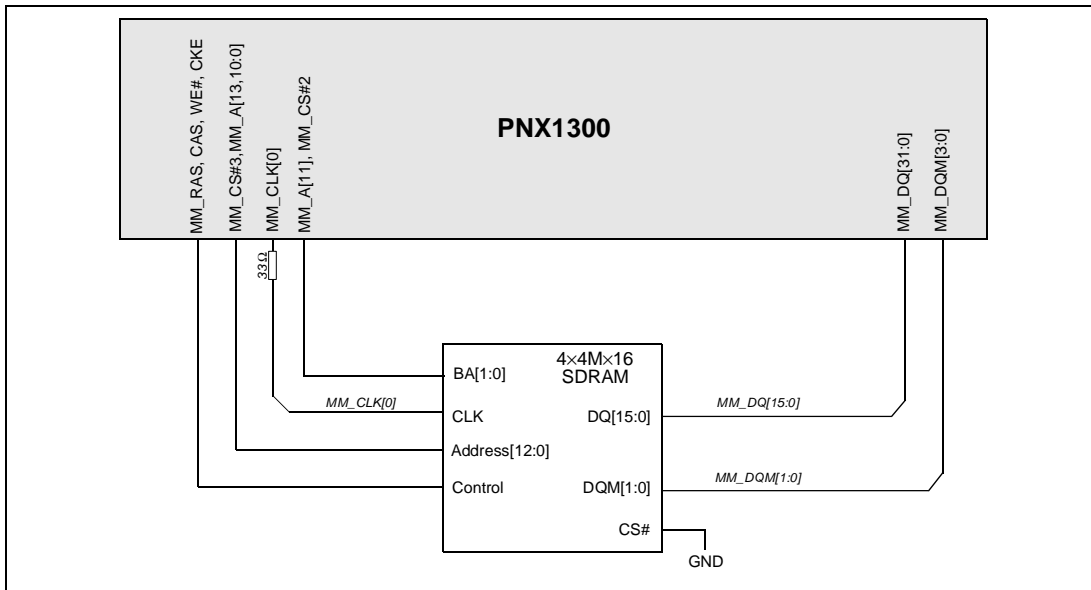 MM_RAS, CAS, WE#, CKE
MM_CS#3,MM_A[13,10:0]
MM_CLK[0]
MM_A[11], MM_CS#2
PNX1300
MM_DQ[31:0]
MM_DQM[3:0]
33Ω
4×4M×16
SDRAM
BA[1:0]
MM_CLK[0]
CLK
DQ[15:0]
MM_DQ[15:0]
Address[12:0]
Control
DQM[1:0]
MM_DQM[1:0]
CS#
GND